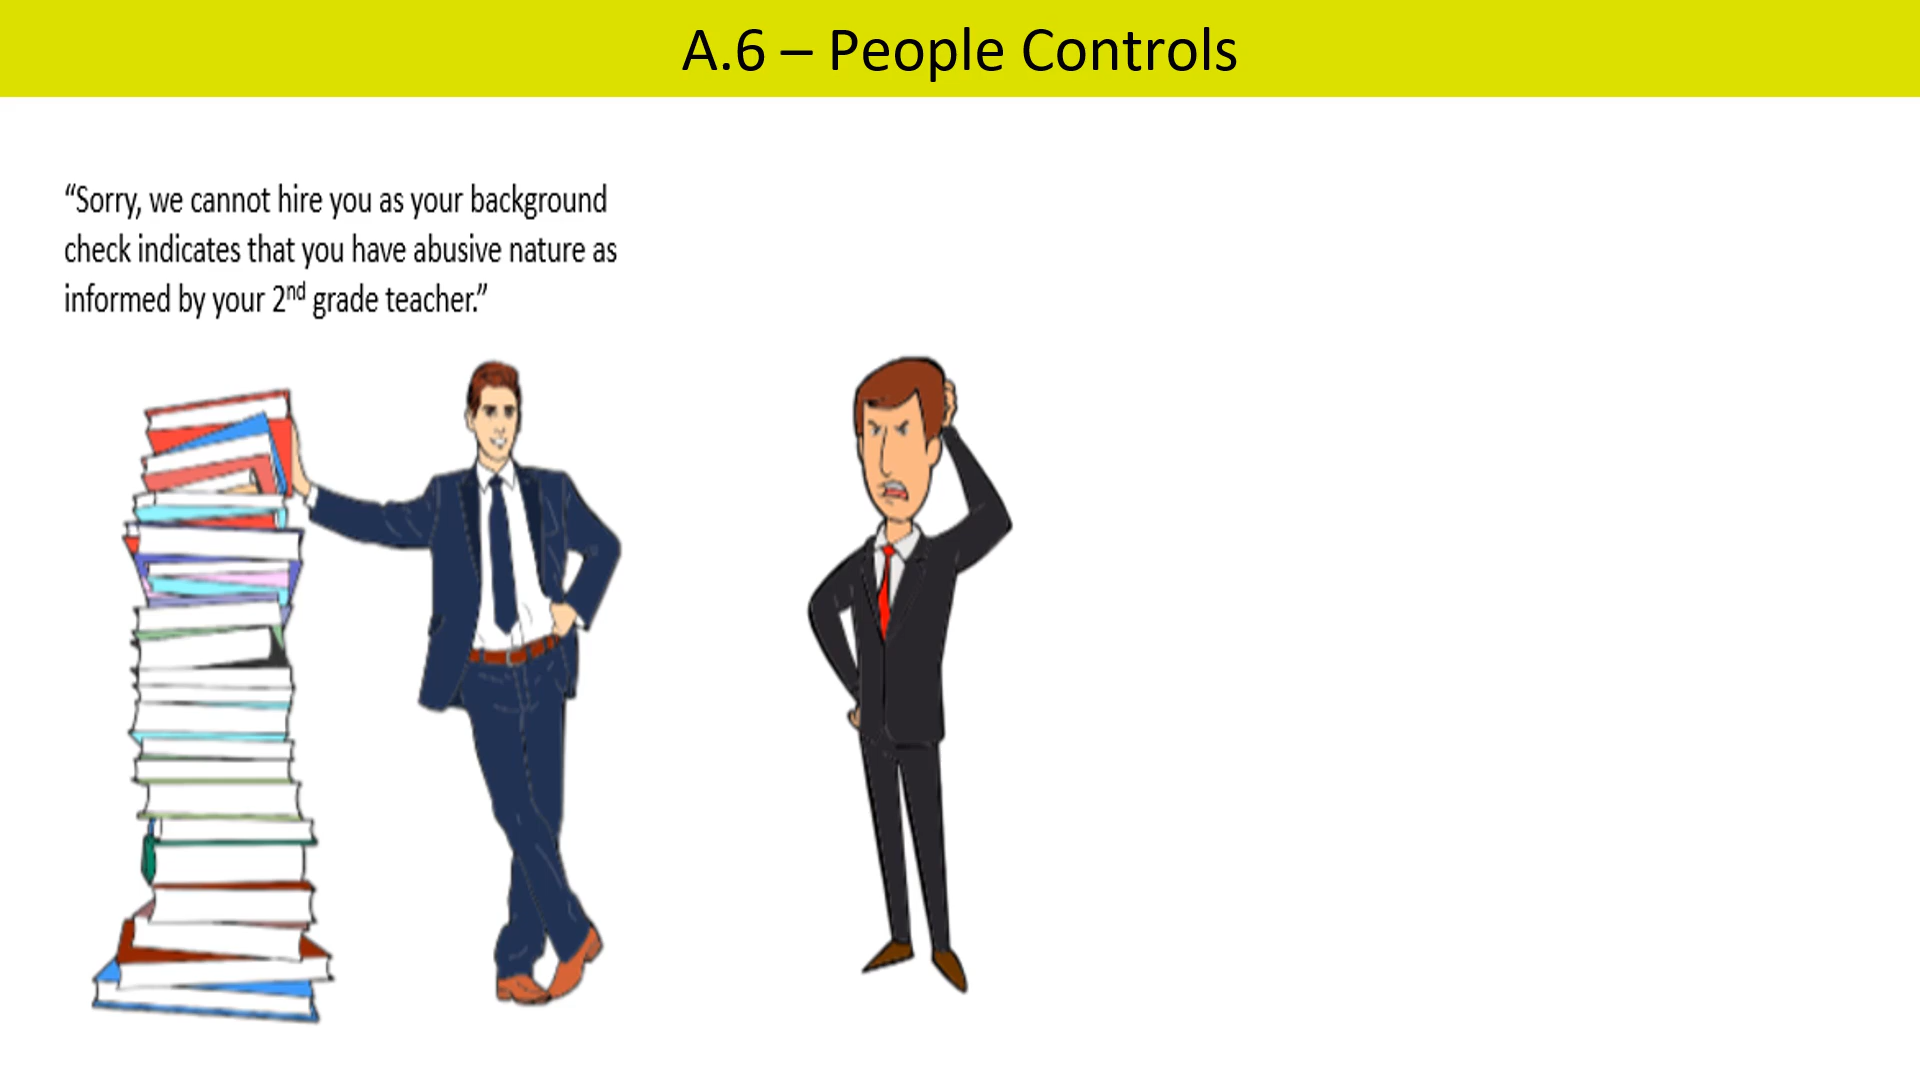 A.6 – People Controls
“Sorry, we cannot hire you as your background
check indicates that you have abusive nature as
informed by your 2nd grade teacher.”